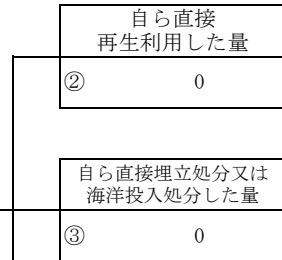 自ら直接
再生利用した量
② 0
自ら直接埋立処分又は
海洋投入処分した量
③ 0